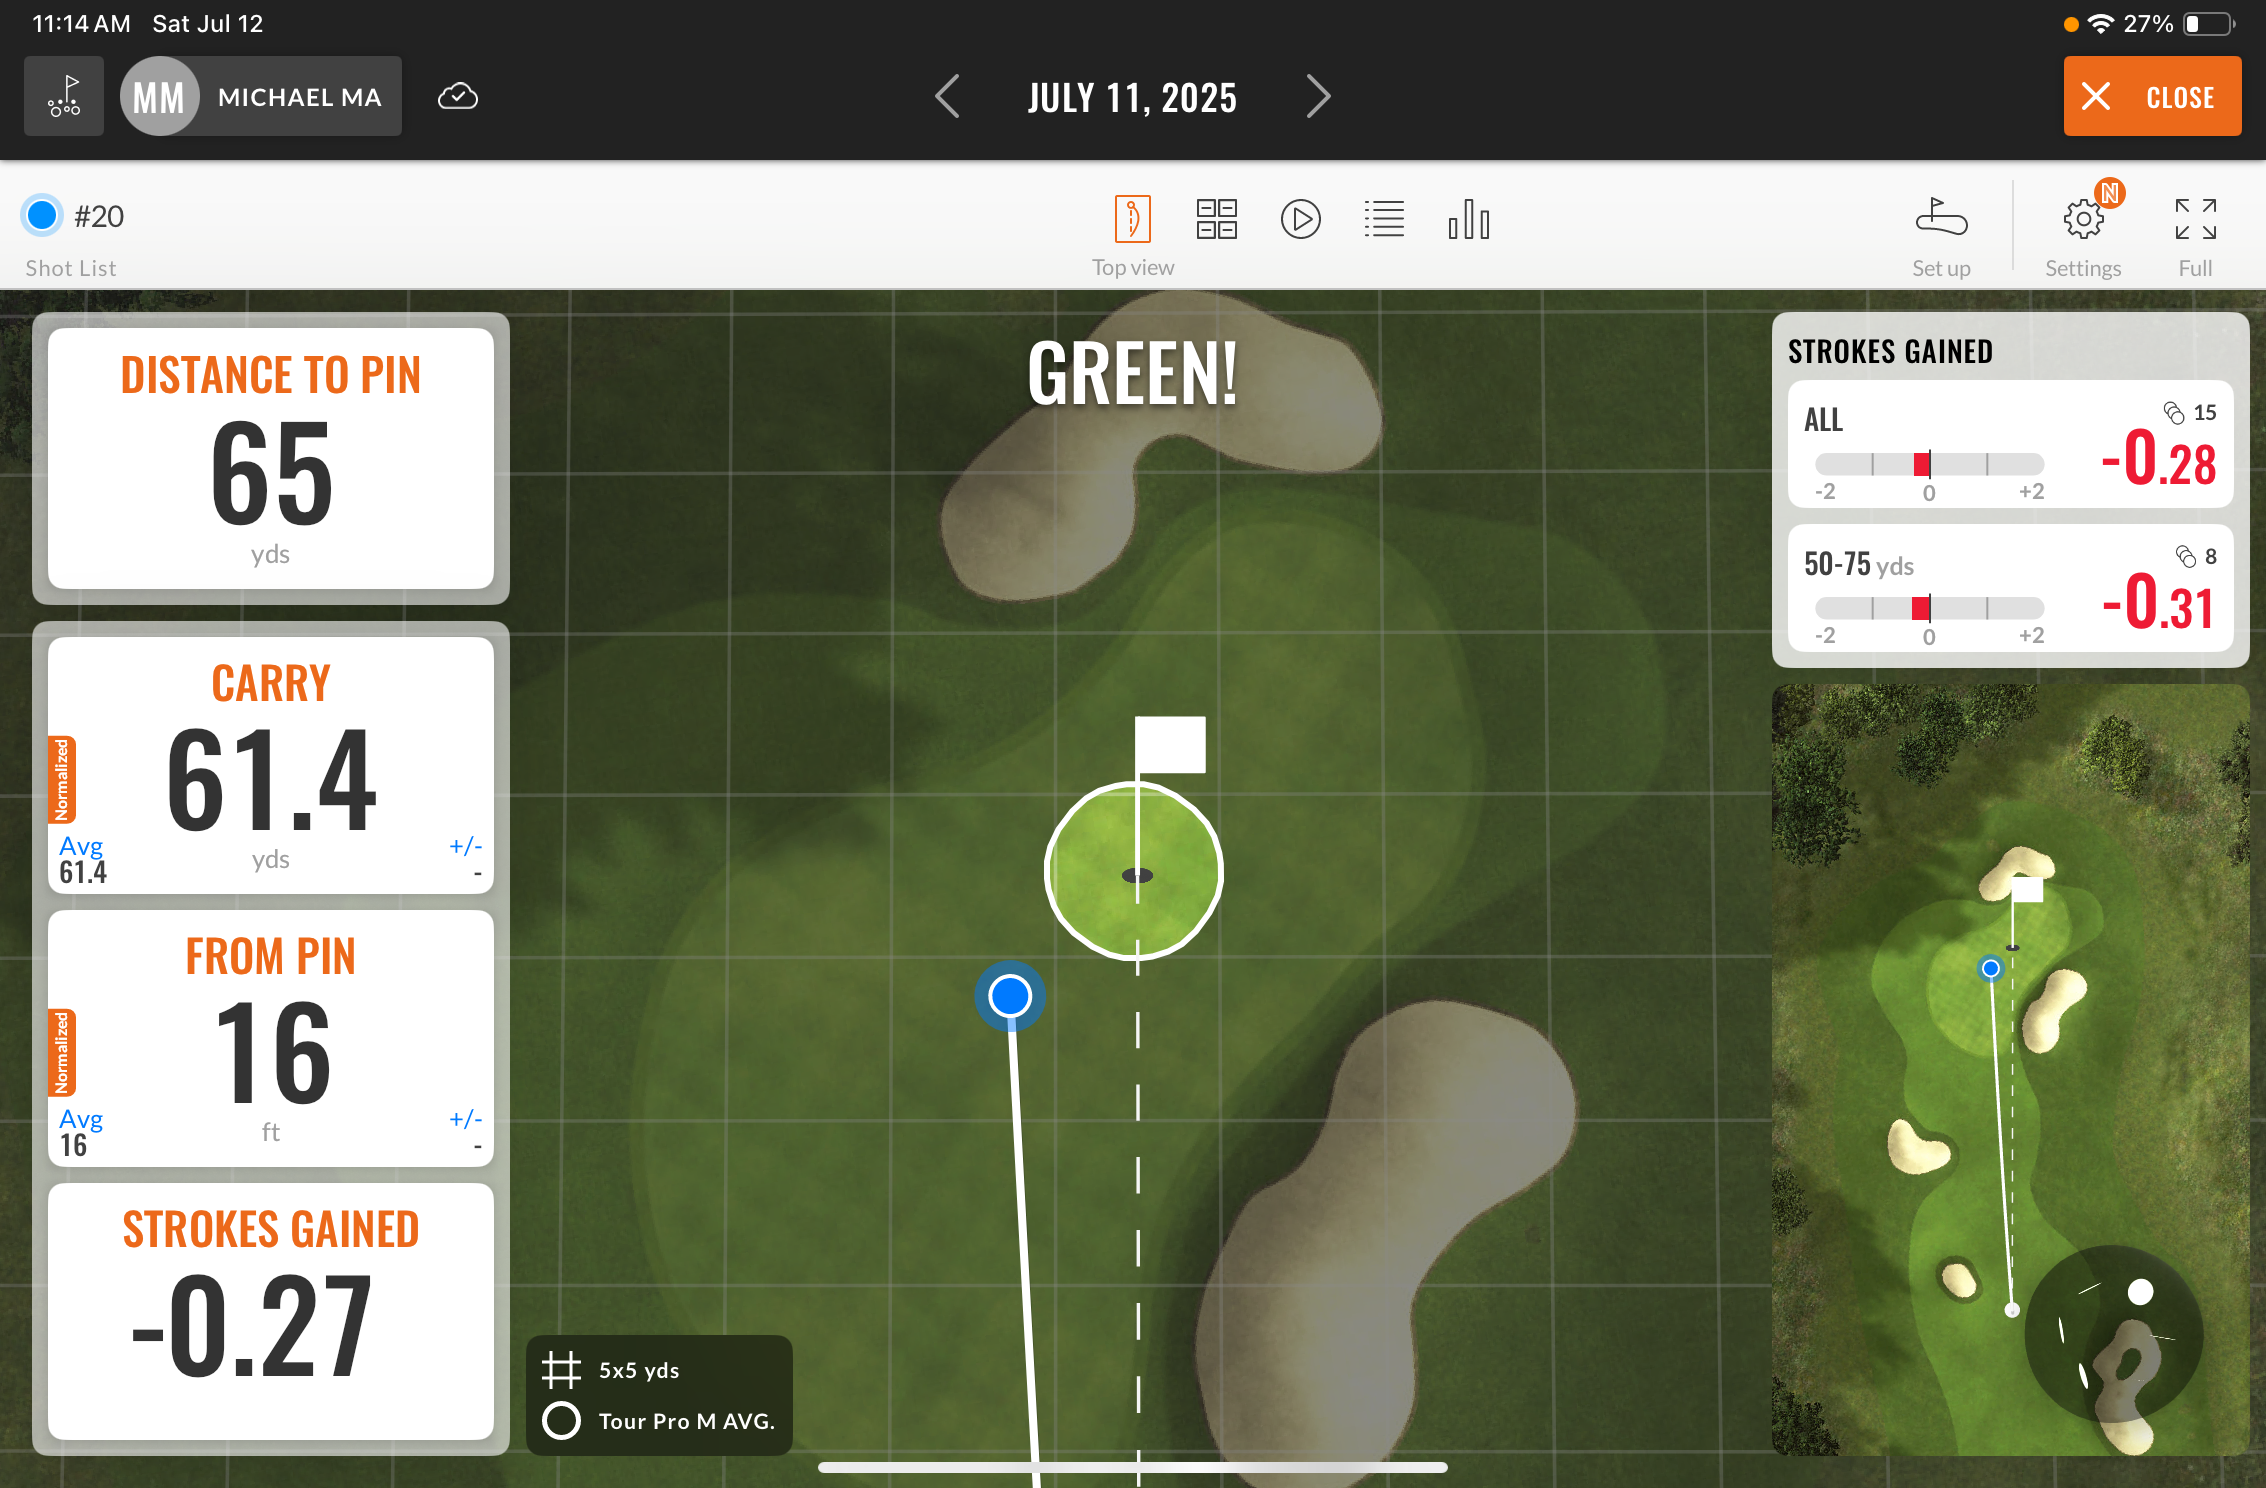 11:14 AM Sat Jul 12
27%
MM MICHAEL MA
JULY 11, 2025
CLOSE
#20
Shot List
Top view
Set up
N
Settings
Full
DISTANCE TO PIN
65
yds
CARRY
Normalized
61.4
yds
Avg
61.4
+/-
-
FROM PIN
Normalized
16
ft
Avg
16
+/-
-
STROKES GAINED
-0.27
GREEN!
5x5 yds
Tour Pro M AVG.
STROKES GAINED
ALL
15
-0.28
-2 0 +2
50-75 yds
8
-0.31
-2 0 +2